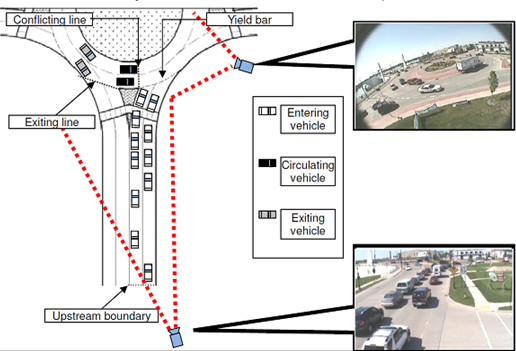 Conflicting line
Yield bar
Exiting line
Entering
vehicle
Circulating
vehicle
Exiting
vehicle
Upstream boundary